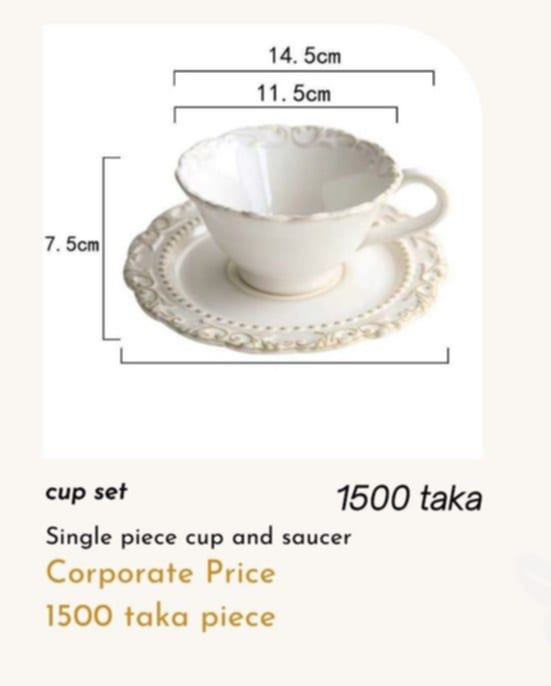 14.5cm
11.5cm
7.5cm
cup set
1500 taka
Single piece cup and saucer
Corporate Price
1500 taka piece